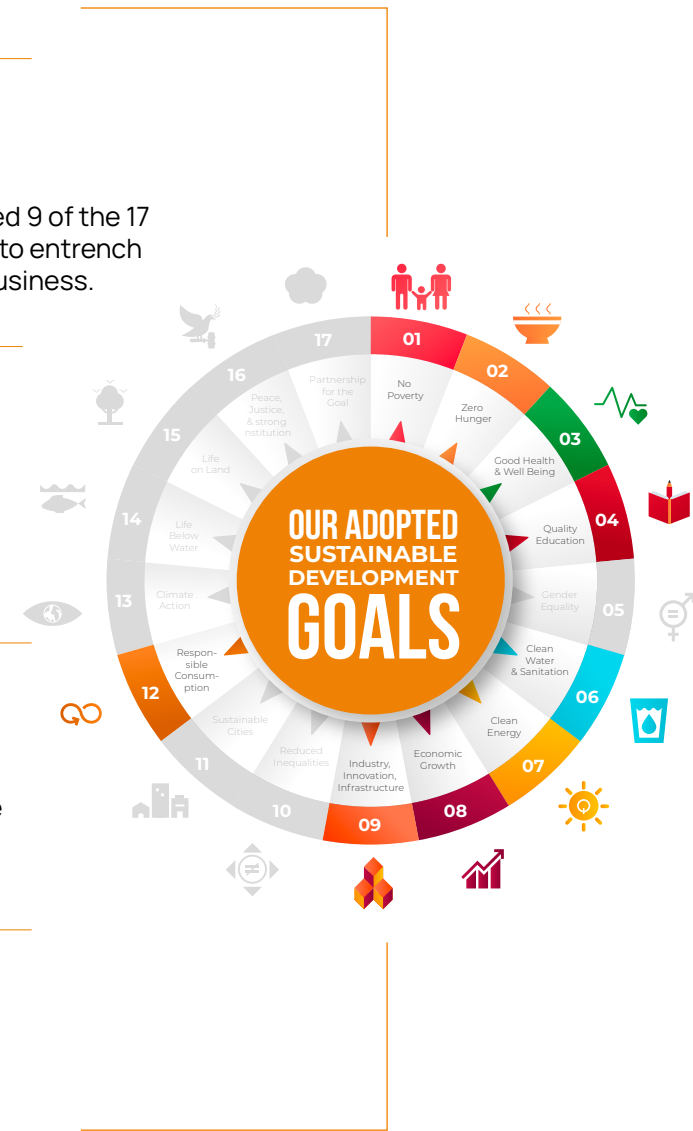 ed 9 of the 17
to entrench
usiness.
e
OUR ADOPTED
SUSTAINABLE
DEVELOPMENT
GOALS
01
No
Poverty
02
Zero
Hunger
03
Good Health
& Well Being
04
Quality
Education
05
Gender
Equality
06
Clean
Water
& Sanitation
07
Clean
Energy
08
Economic
Growth
09
Industry,
Innovation,
Infrastructure
10
Reduced
Inequalities
11
Sustainable
Cities
12
Respon-
sible
Consum-
ption
13
Climate
Action
14
Life
Below
Water
15
Life
on Land
16
Peace,
Justice,
& strong
nstitution
17
Partnership
for the
Goal